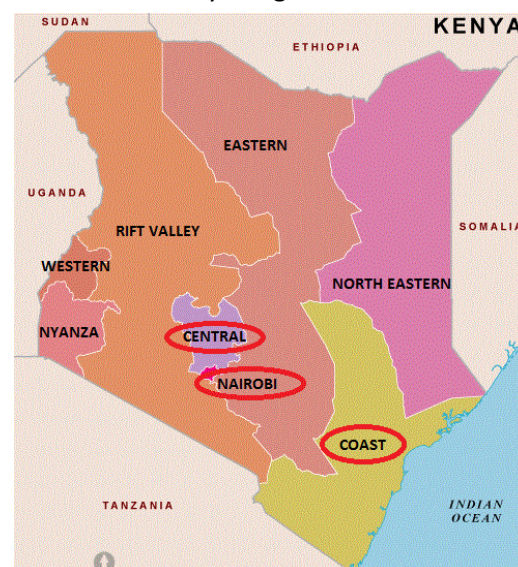 SUDAN
KENYA
ETHIOPIA
EASTERN
UGANDA
RIFT VALLEY
SOMALIA
WESTERN
NORTH EASTERN
NYANZA
CENTRAL
NAIROBI
COAST
TANZANIA
INDIAN
OCEAN